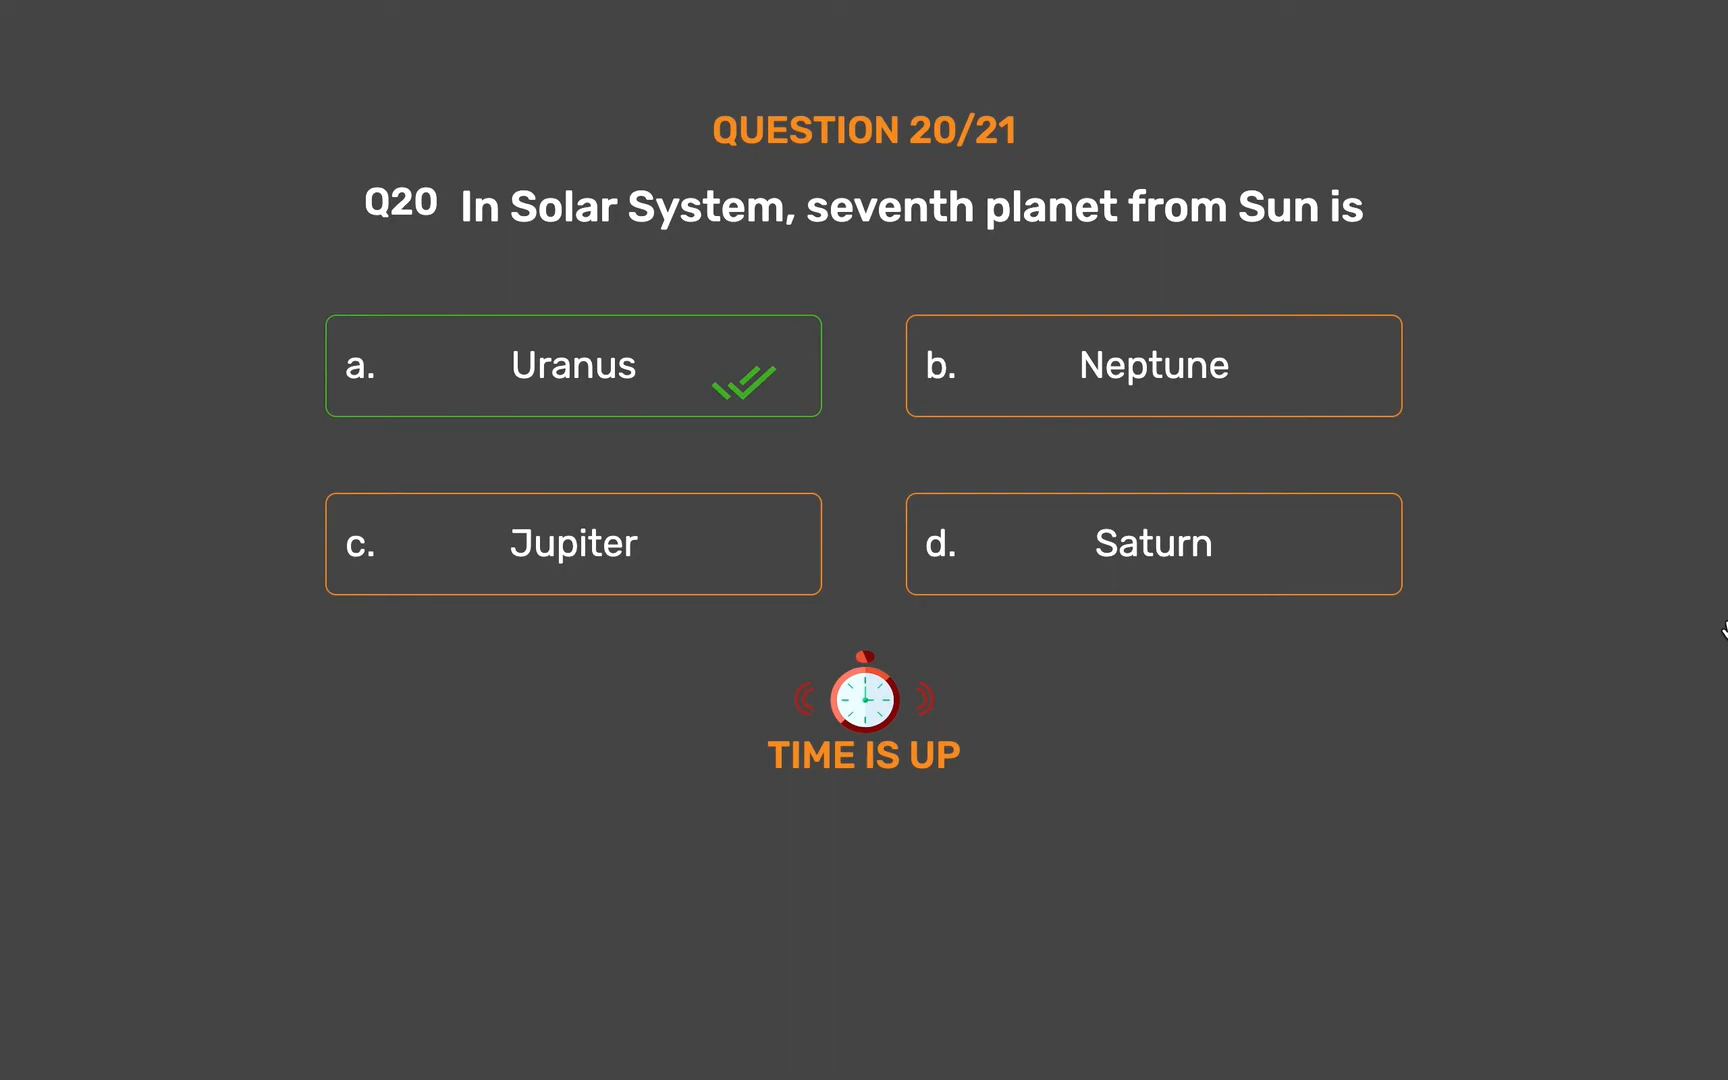 QUESTION 20/21
Q20 In Solar System, seventh planet from Sun is
a. Uranus
b. Neptune
c. Jupiter
d. Saturn
TIME IS UP